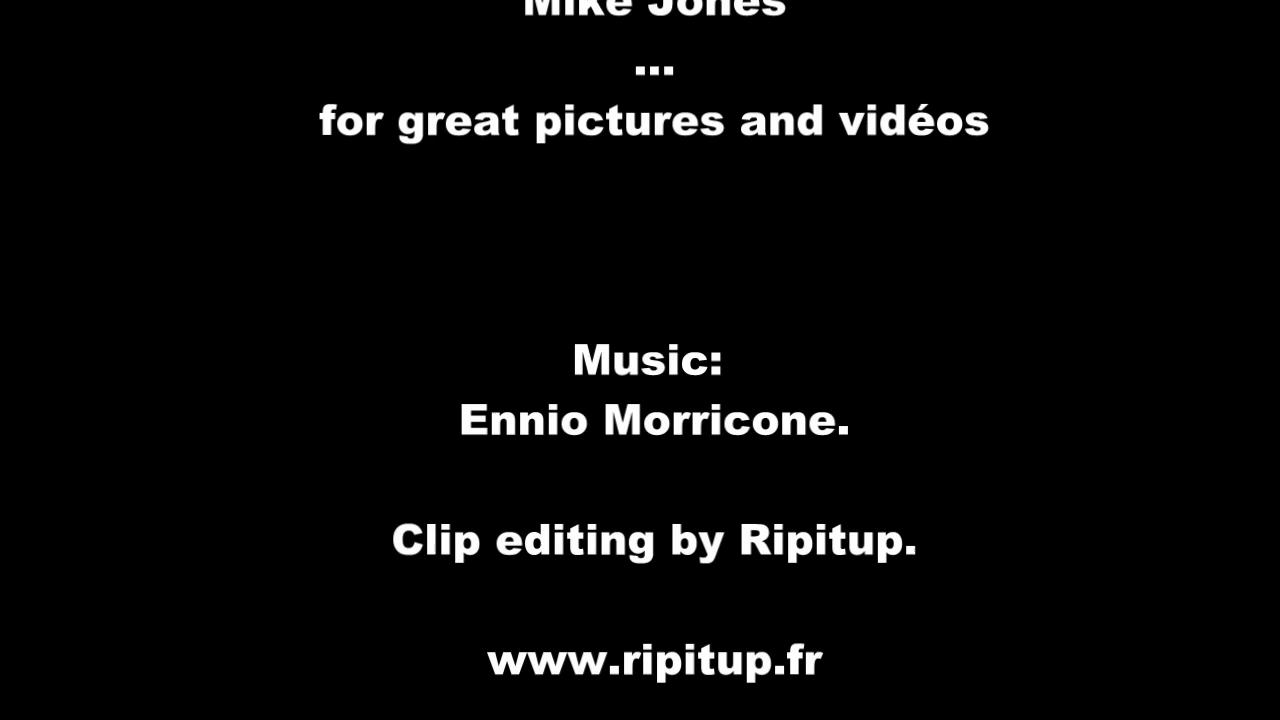 Mike Jones
...
for great pictures and vidéos
Music:
Ennio Morricone.
Clip editing by Ripitup.
www.ripitup.fr